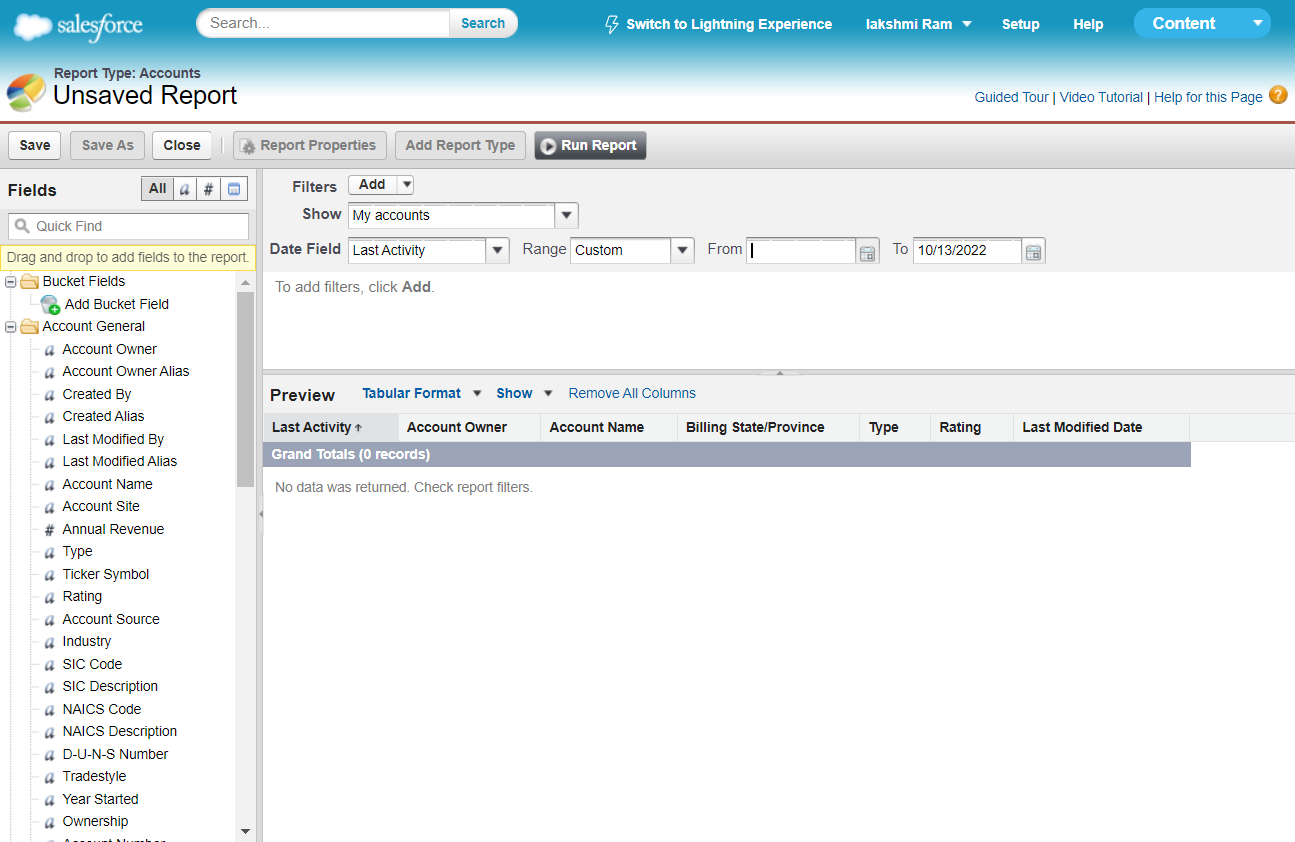 salesforce
Search...
Search
Switch to Lightning Experience
lakshmi Ram
Setup
Help
Content
Report Type: Accounts
Unsaved Report
Guided Tour | Video Tutorial | Help for this Page
?
Save
Save As
Close
Report Properties
Add Report Type
Run Report
Fields
All
a
#
Quick Find
Drag and drop to add fields to the report.
Bucket Fields
Add Bucket Field
Account General
a Account Owner
a Account Owner Alias
a Created By
a Created Alias
a Last Modified By
a Last Modified Alias
a Account Name
a Account Site
# Annual Revenue
a Type
a Ticker Symbol
a Rating
a Account Source
a Industry
a SIC Code
a SIC Description
a NAICS Code
a NAICS Description
a D-U-N-S Number
a Tradestyle
a Year Started
a Ownership
a Account Number
Filters
Add
Show
My accounts
Date Field
Last Activity
Range
Custom
From
To
10/13/2022
To add filters, click Add.
Preview
Tabular Format
Show
Remove All Columns
Last Activity ↑
Account Owner
Account Name
Billing State/Province
Type
Rating
Last Modified Date
Grand Totals (0 records)
No data was returned. Check report filters.